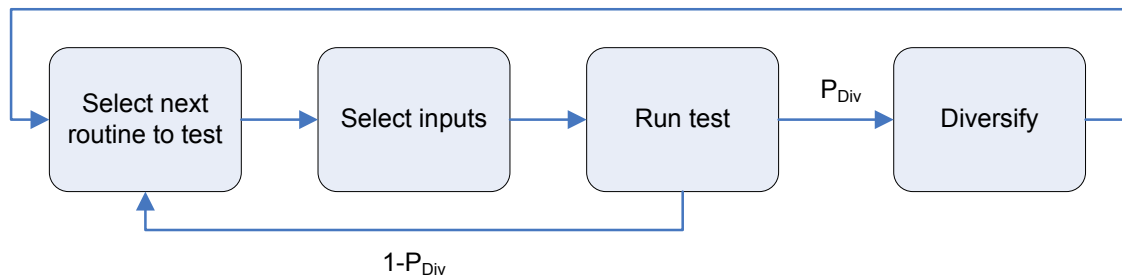 Select next
routine to test
Select inputs
Run test
P_Div
Diversify
1-P_Div